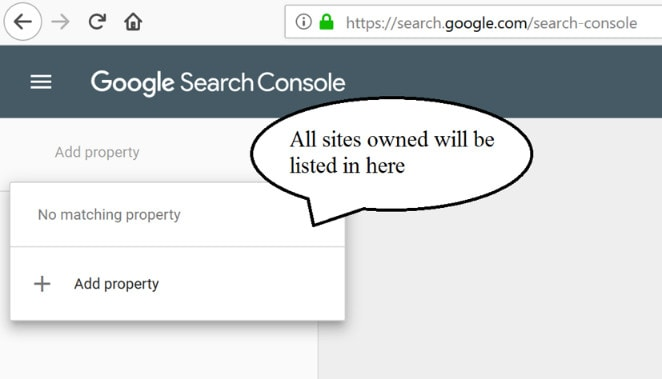 https://search.google.com/search-console
Google Search Console
All sites owned will be
listed in here
Add property
No matching property
Add property